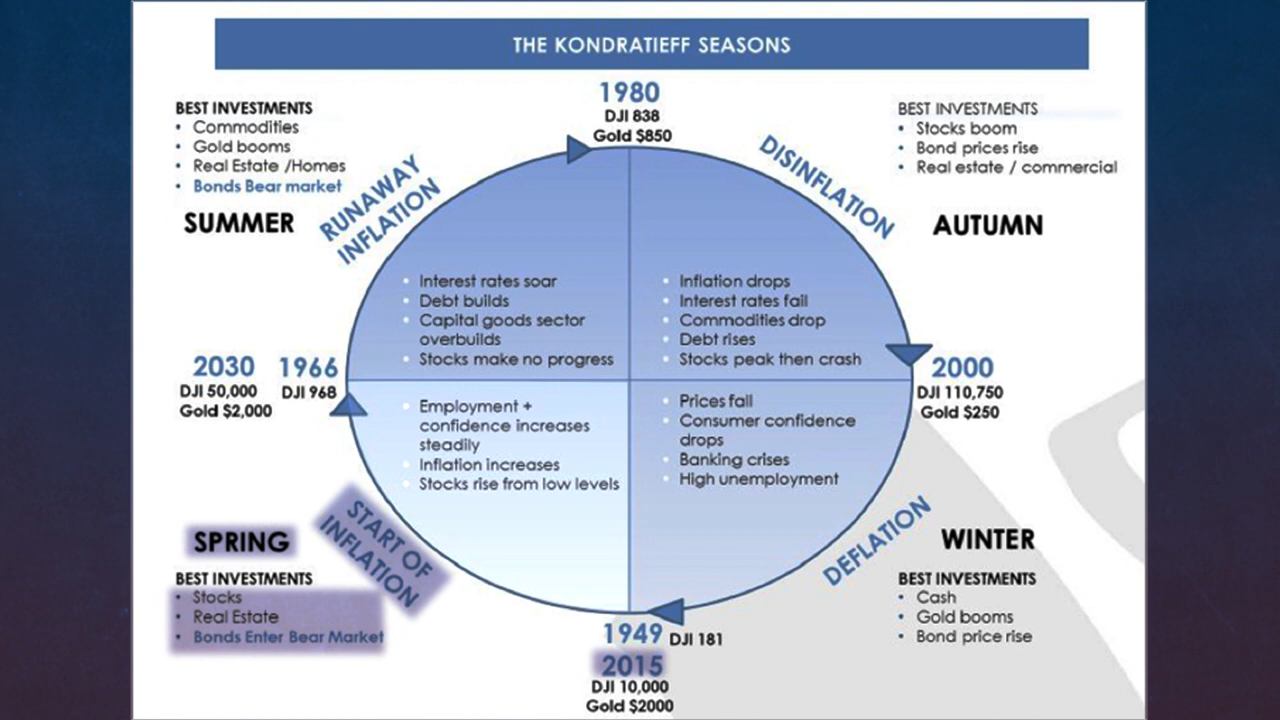 THE KONDRATIEFF SEASONS
BEST INVESTMENTS
• Commodities
• Gold booms
• Real Estate /Homes
• Bonds Bear market
SUMMER
RUNAWAY
INFLATION
1980
DJI 838
Gold $850
DISINFLATION
BEST INVESTMENTS
• Stocks boom
• Bond prices rise
• Real estate / commercial
AUTUMN
• Interest rates soar
• Debt builds
• Capital goods sector
overbuilds
• Stocks make no progress
• Inflation drops
• Interest rates fall
• Commodities drop
• Debt rises
• Stocks peak then crash
2030
DJI 50,000
Gold $2,000
1966
DJI 968
2000
DJI 110,750
Gold $250
• Employment +
confidence increases
steadily
• Inflation increases
• Stocks rise from low levels
• Prices fall
• Consumer confidence
drops
• Banking crises
• High unemployment
START OF
INFLATION
SPRING
BEST INVESTMENTS
• Stocks
• Real Estate
• Bonds Enter Bear Market
DEFLATION
WINTER
BEST INVESTMENTS
• Cash
• Gold booms
• Bond price rise
1949 DJI 181
2015
DJI 10,000
Gold $2000